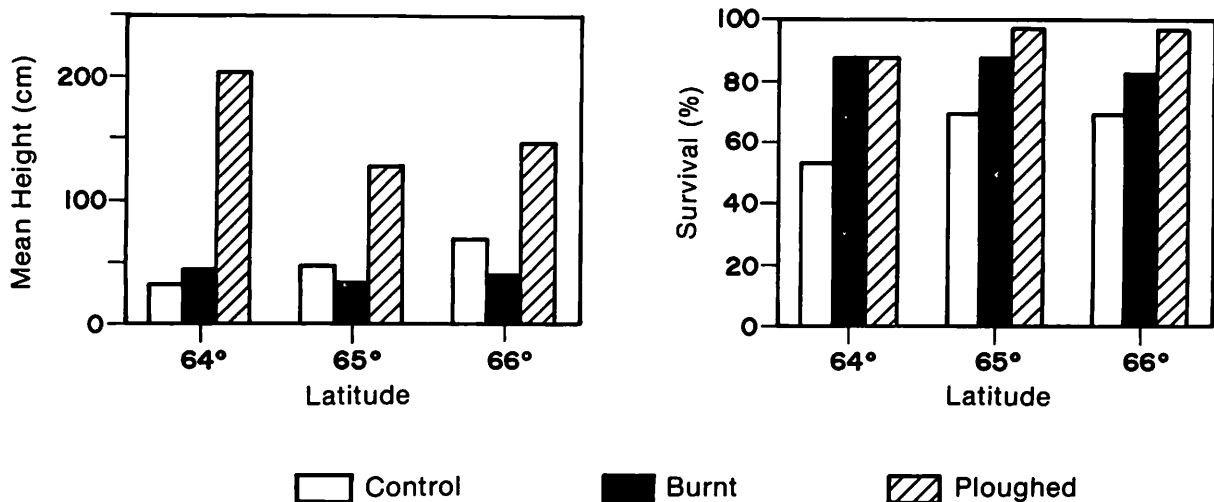 Mean Height (cm)
200
100
0
64° 65° 66°
Latitude
Survival (%)
100
80
60
40
20
0
64° 65° 66°
Latitude
Control Burnt Ploughed